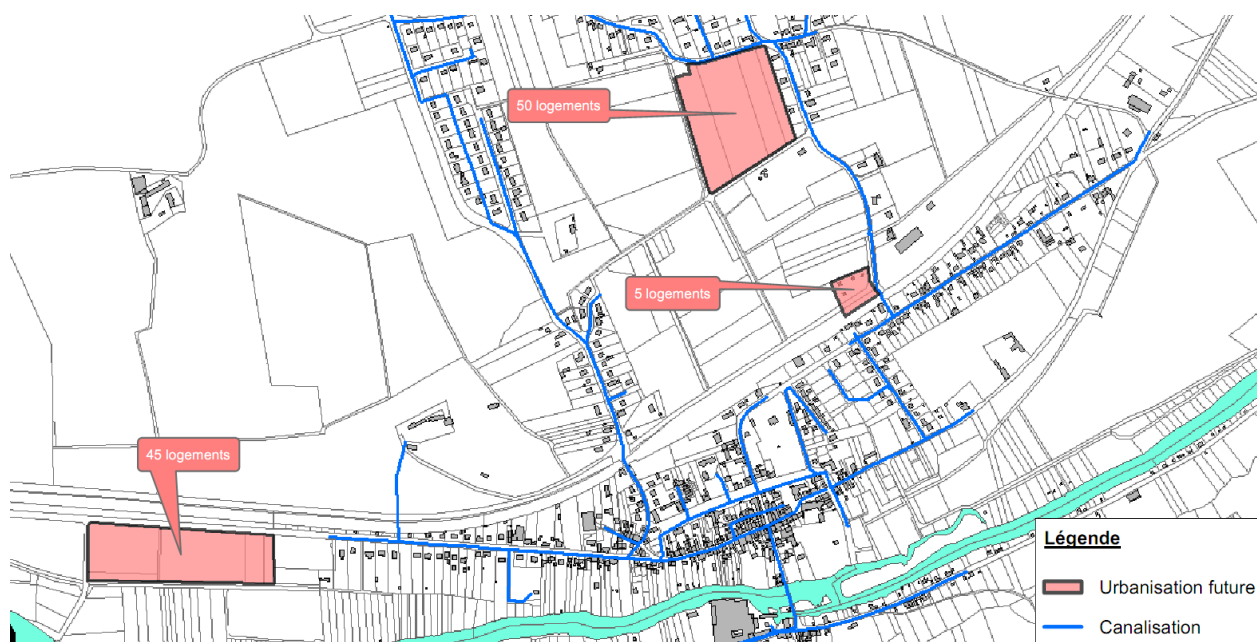 50 logements
5 logements
45 logements
Légende
Urbanisation future
Canalisation